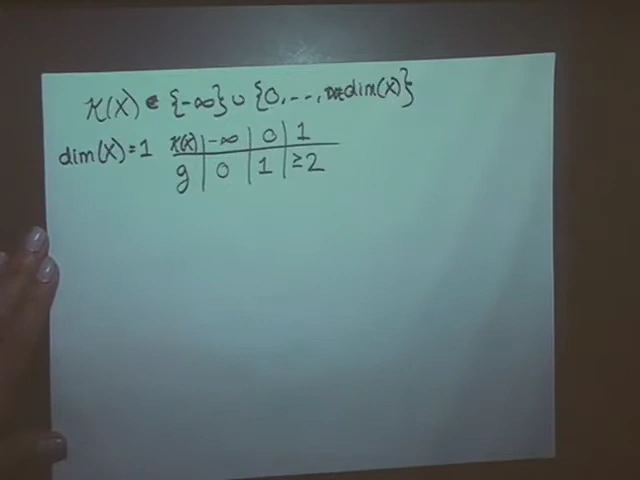 κ(X) ∈ {-∞} ∪ {0, ..., dim(X)}
dim(X) = 1 κ(X) | -∞ | 0 | 1
g | 0 | 1 | ≥ 2